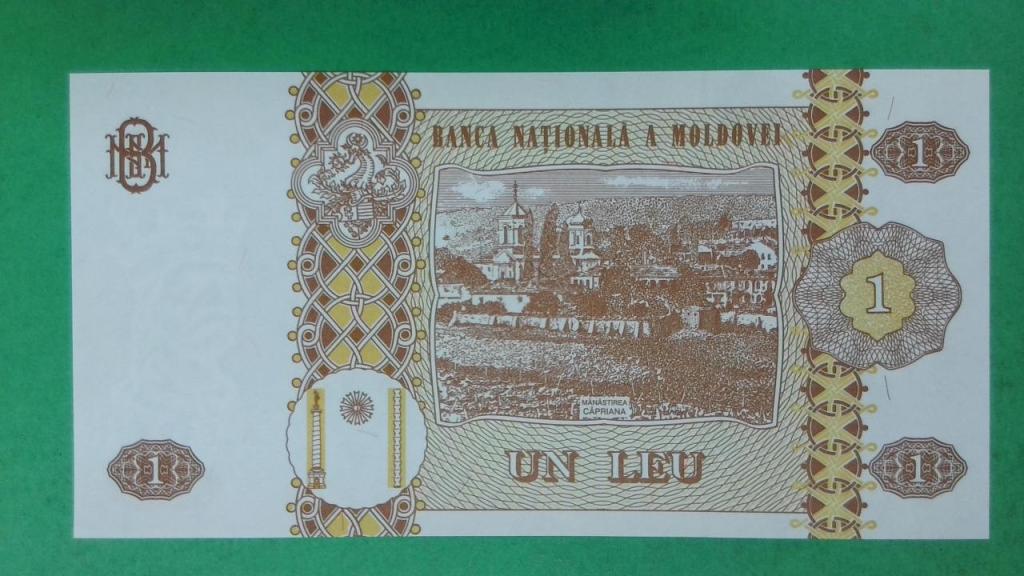 BANCA NAȚIONALĂ A MOLDOVEI
1
1
MĂNĂSTIREA
CĂPRIANA
UN LEU
1
1